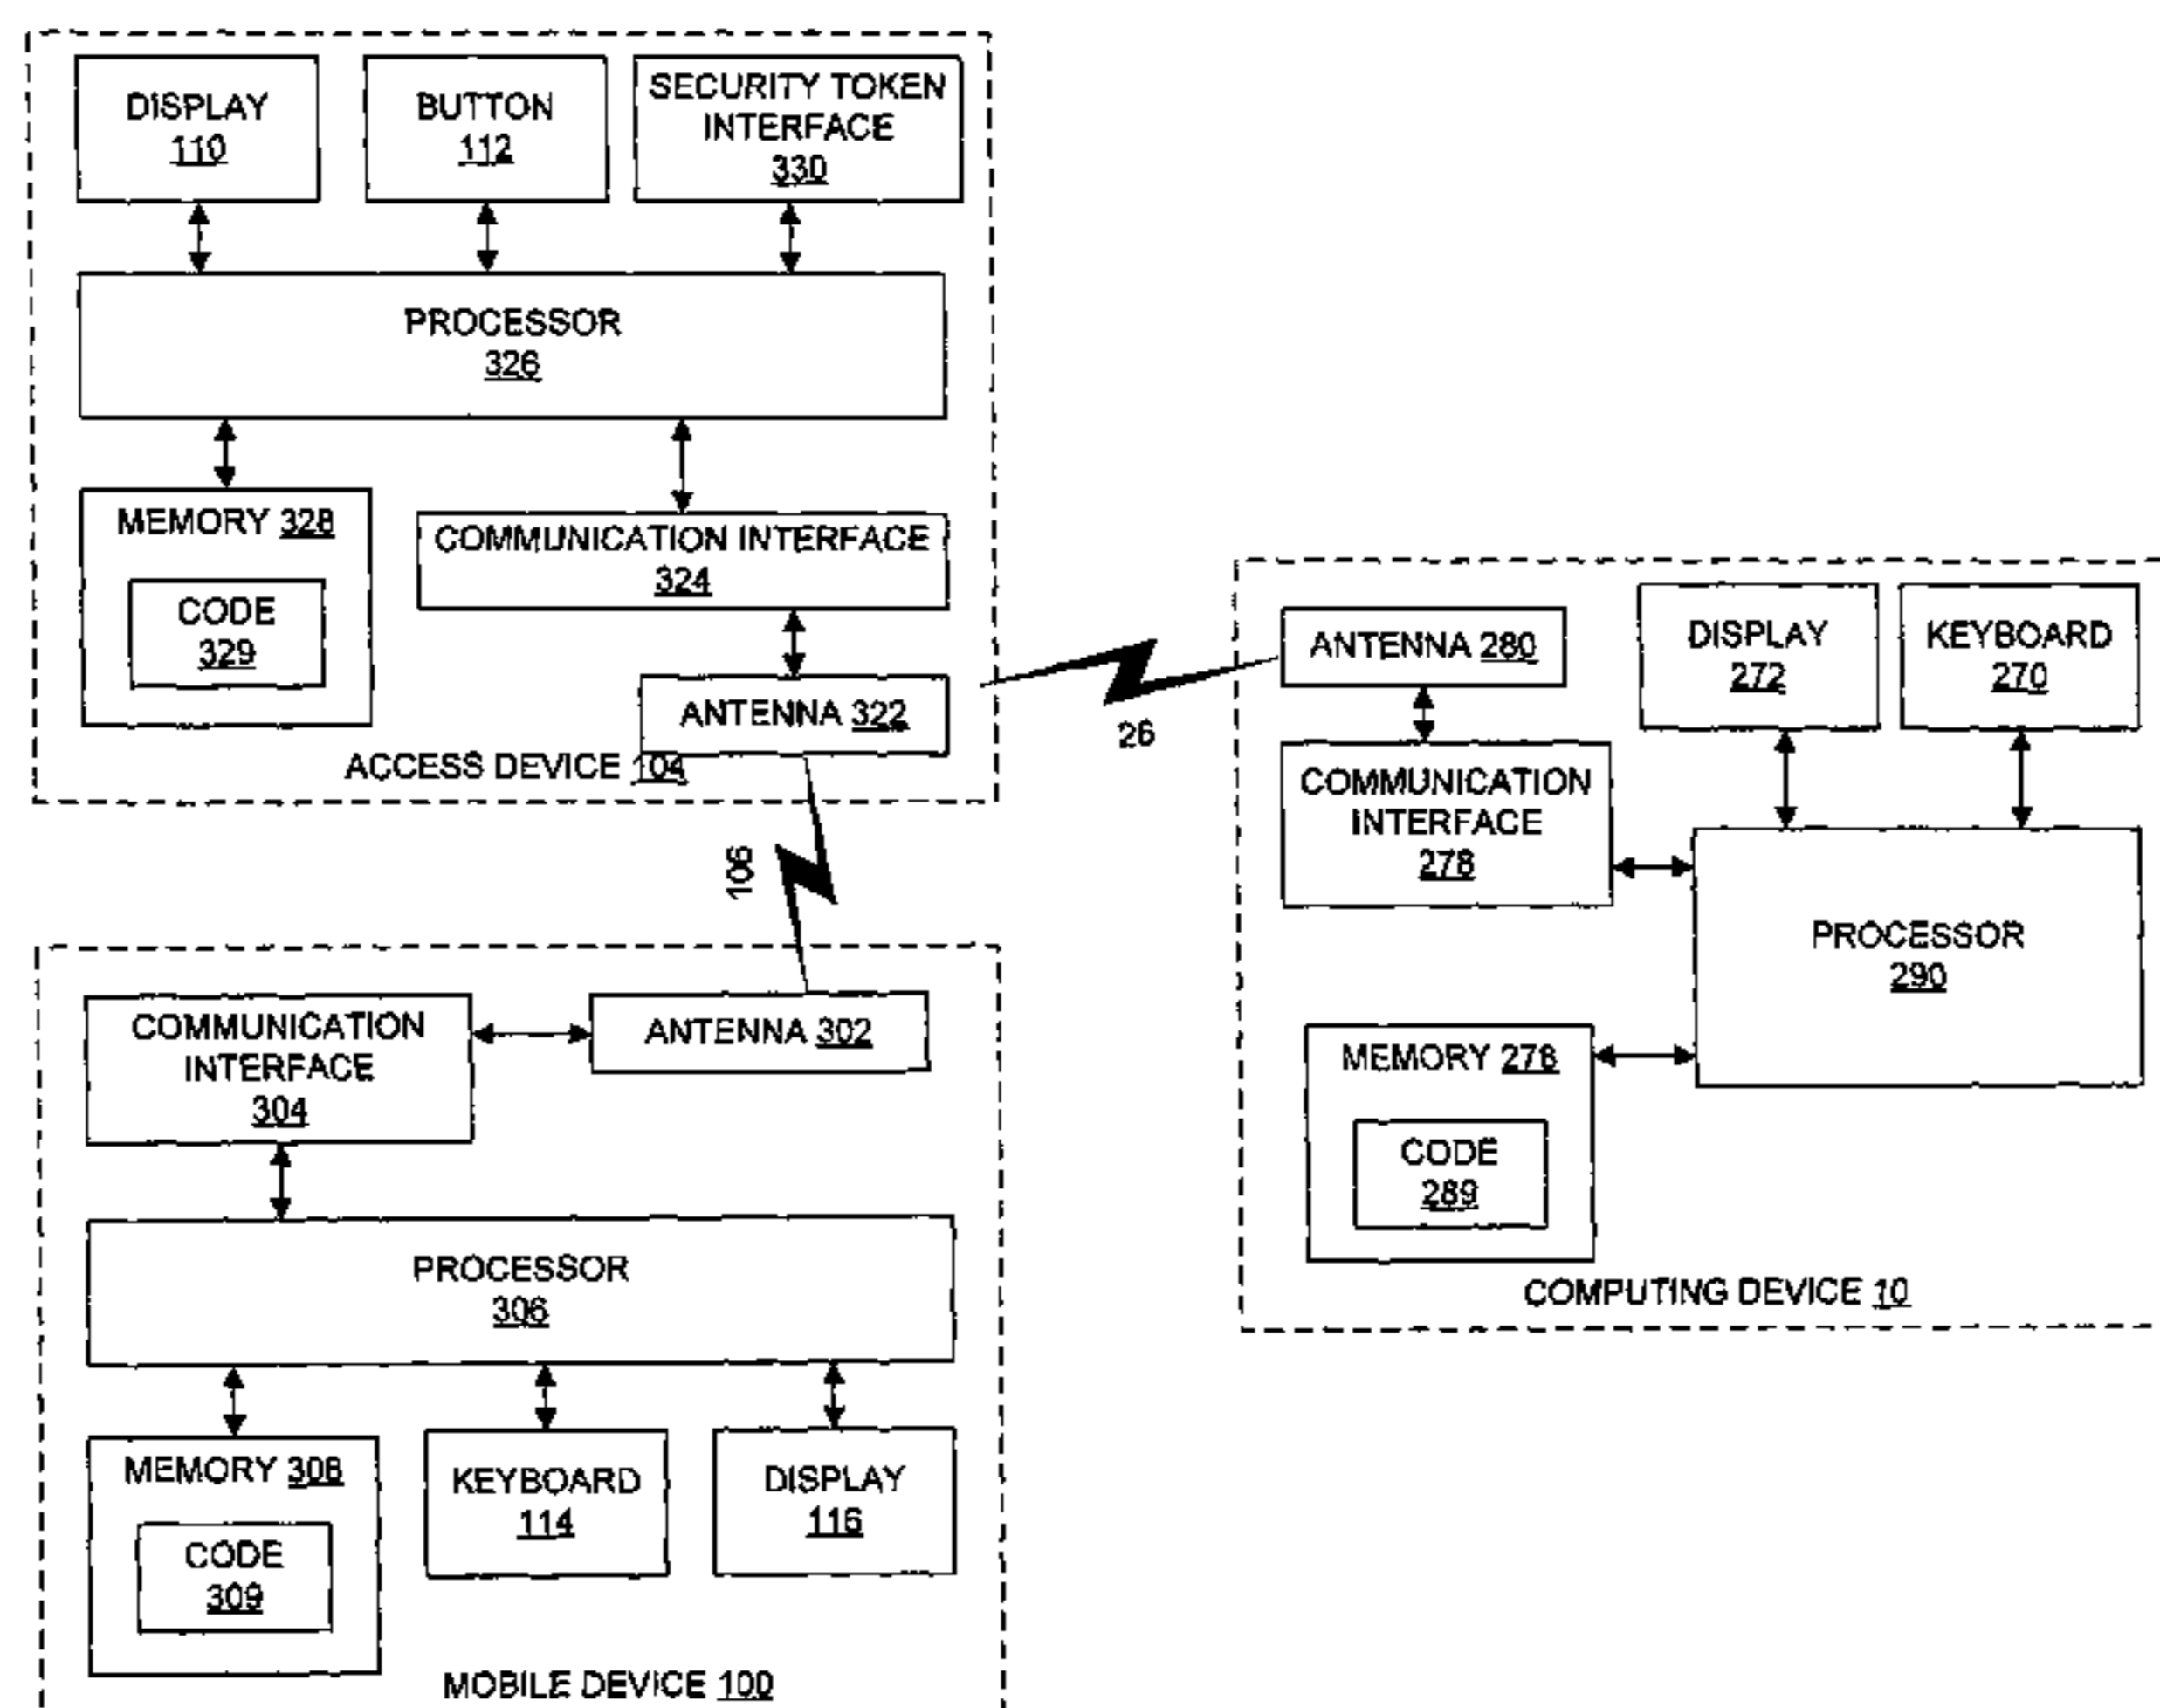 DISPLAY
110
BUTTON
112
SECURITY TOKEN
INTERFACE
330
PROCESSOR
326
MEMORY 328
CODE
329
COMMUNICATION INTERFACE
324
ANTENNA 322
ACCESS DEVICE 104
106
26
ANTENNA 280
DISPLAY
272
KEYBOARD
270
COMMUNICATION
INTERFACE
278
PROCESSOR
290
MEMORY 278
CODE
289
COMPUTING DEVICE 10
COMMUNICATION
INTERFACE
304
ANTENNA 302
PROCESSOR
306
MEMORY 308
CODE
309
KEYBOARD
114
DISPLAY
116
MOBILE DEVICE 100